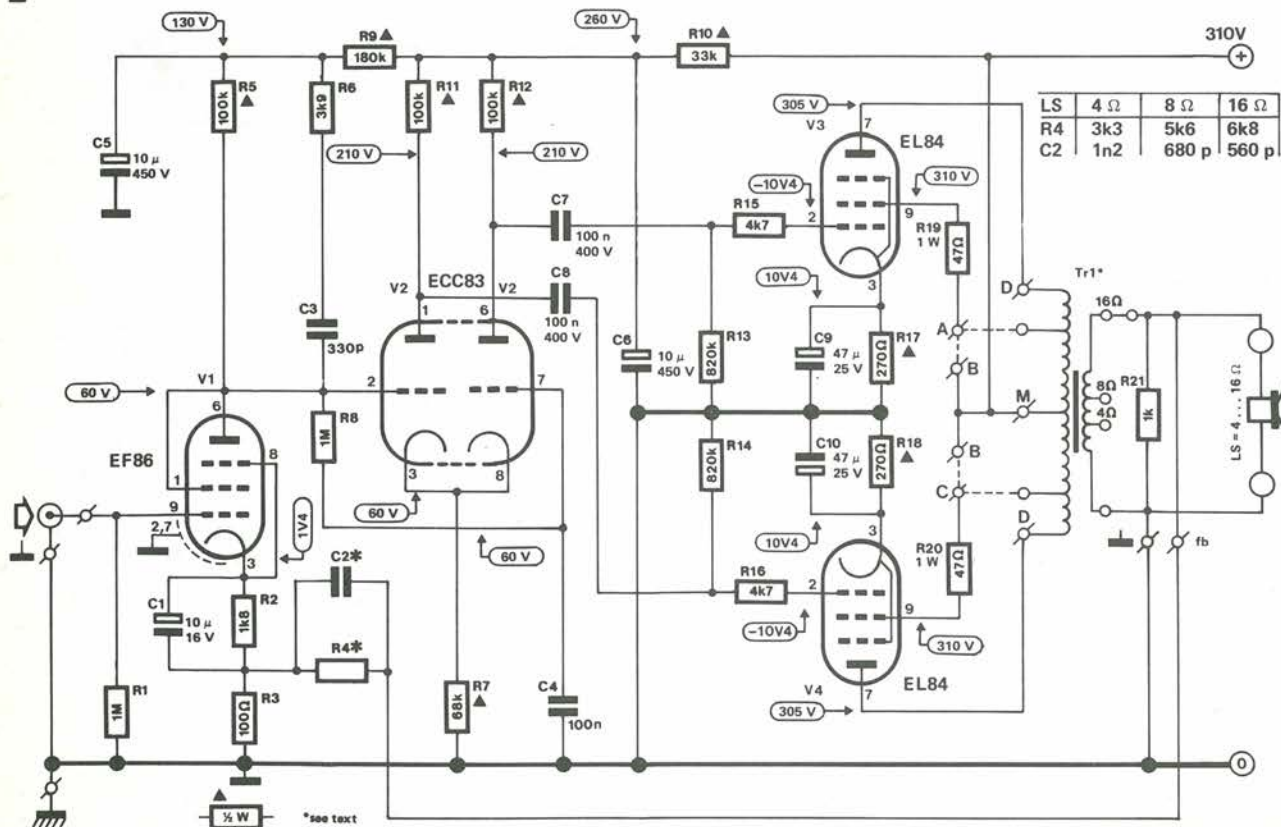 130 V
260 V
R9▲
180k
R10▲
33k
310V
+
R5
▲
100k
R6
3k9
R11
▲
100k
R12
▲
100k
C5
10 µ
450 V
210 V
210 V
305 V
V3
7
EL84
LS 4 Ω 8 Ω 16 Ω
R4 3k3 5k6 6k8
C2 1n2 680 p 560 p
-10V4
310 V
C7
100 n
400 V
R15
4k7
2
9
R19
1 W
47Ω
C8
100 n
400 V
ECC83
V2
V2
1
6
10V4
3
D
Tr1*
16Ω
C3
330p
C6
10 µ
450 V
R13
820k
C9
47 µ
25 V
R17
270Ω
▲
A
B
60 V
V1
2
7
M
8Ω
4Ω
R21
1k
LS = 4 .... 16 Ω
6
R8
1M
EF86
8
1
9
2,7
3
3
8
60 V
60 V
1V4
R14
820k
C10
47 µ
25 V
R18
▲
270Ω
B
C
D
10V4
3
C2*
R16
4k7
2
9
R20
1 W
47Ω
fb
C1
10 µ
16 V
R2
1k8
-10V4
310 V
R4*
R1
1M
R3
100Ω
R7
▲
68k
C4
100n
V4
7
EL84
305 V
0
▲
½ W
*see text